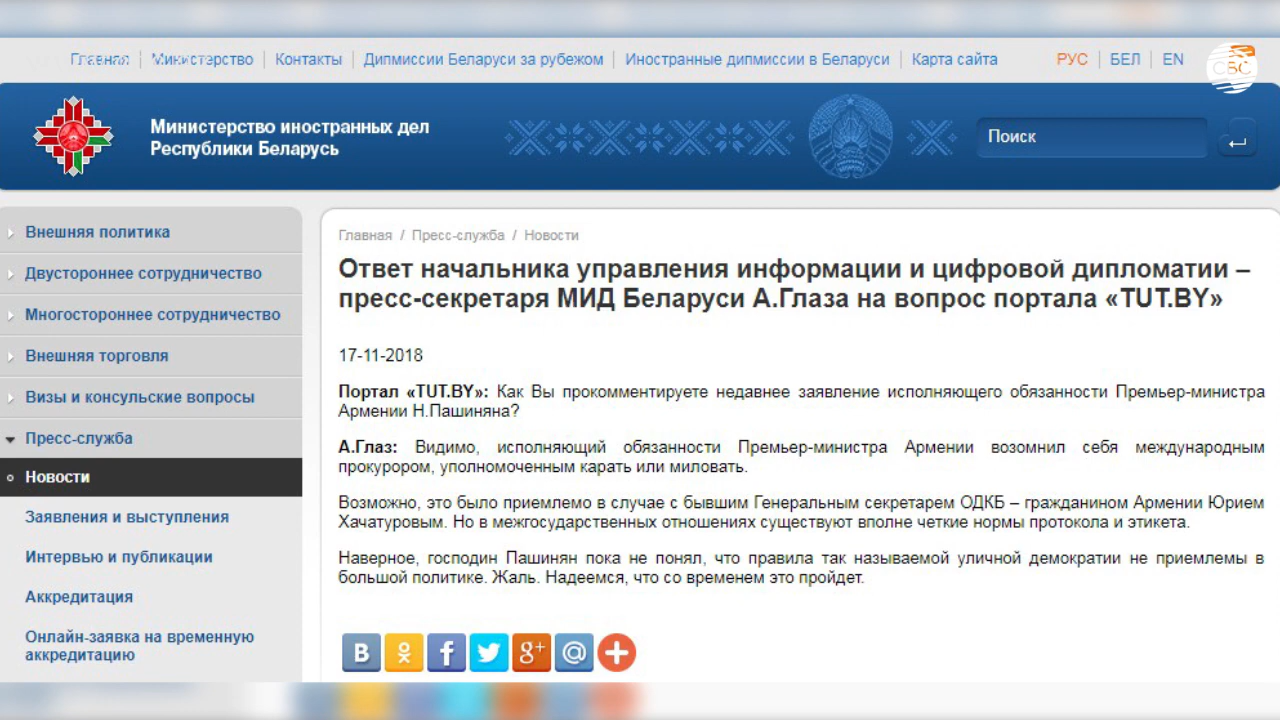 Главная | Министерство | Контакты | Дипмиссии Беларуси за рубежом | Иностранные дипмиссии в Беларуси | Карта сайта
РУС | БЕЛ | EN
CBC
Министерство иностранных дел
Республики Беларусь
Поиск
Внешняя политика
Двустороннее сотрудничество
Многостороннее сотрудничество
Внешняя торговля
Визы и консульские вопросы
Пресс-служба
Новости
Заявления и выступления
Интервью и публикации
Аккредитация
Онлайн-заявка на временную
аккредитацию
Главная / Пресс-служба / Новости
Ответ начальника управления информации и цифровой дипломатии –
пресс-секретаря МИД Беларуси А.Глаза на вопрос портала «TUT.BY»
17-11-2018
Портал «TUT.BY»: Как Вы прокомментируете недавнее заявление исполняющего обязанности Премьер-министра
Армении Н.Пашиняна?
А.Глаз: Видимо, исполняющий обязанности Премьер-министра Армении возомнил себя международным
прокурором, уполномоченным карать или миловать.
Возможно, это было приемлемо в случае с бывшим Генеральным секретарем ОДКБ – гражданином Армении Юрием
Хачатуровым. Но в межгосударственных отношениях существуют вполне четкие нормы протокола и этикета.
Наверное, господин Пашинян пока не понял, что правила так называемой уличной демократии не приемлемы в
большой политике. Жаль. Надеемся, что со временем это пройдет.